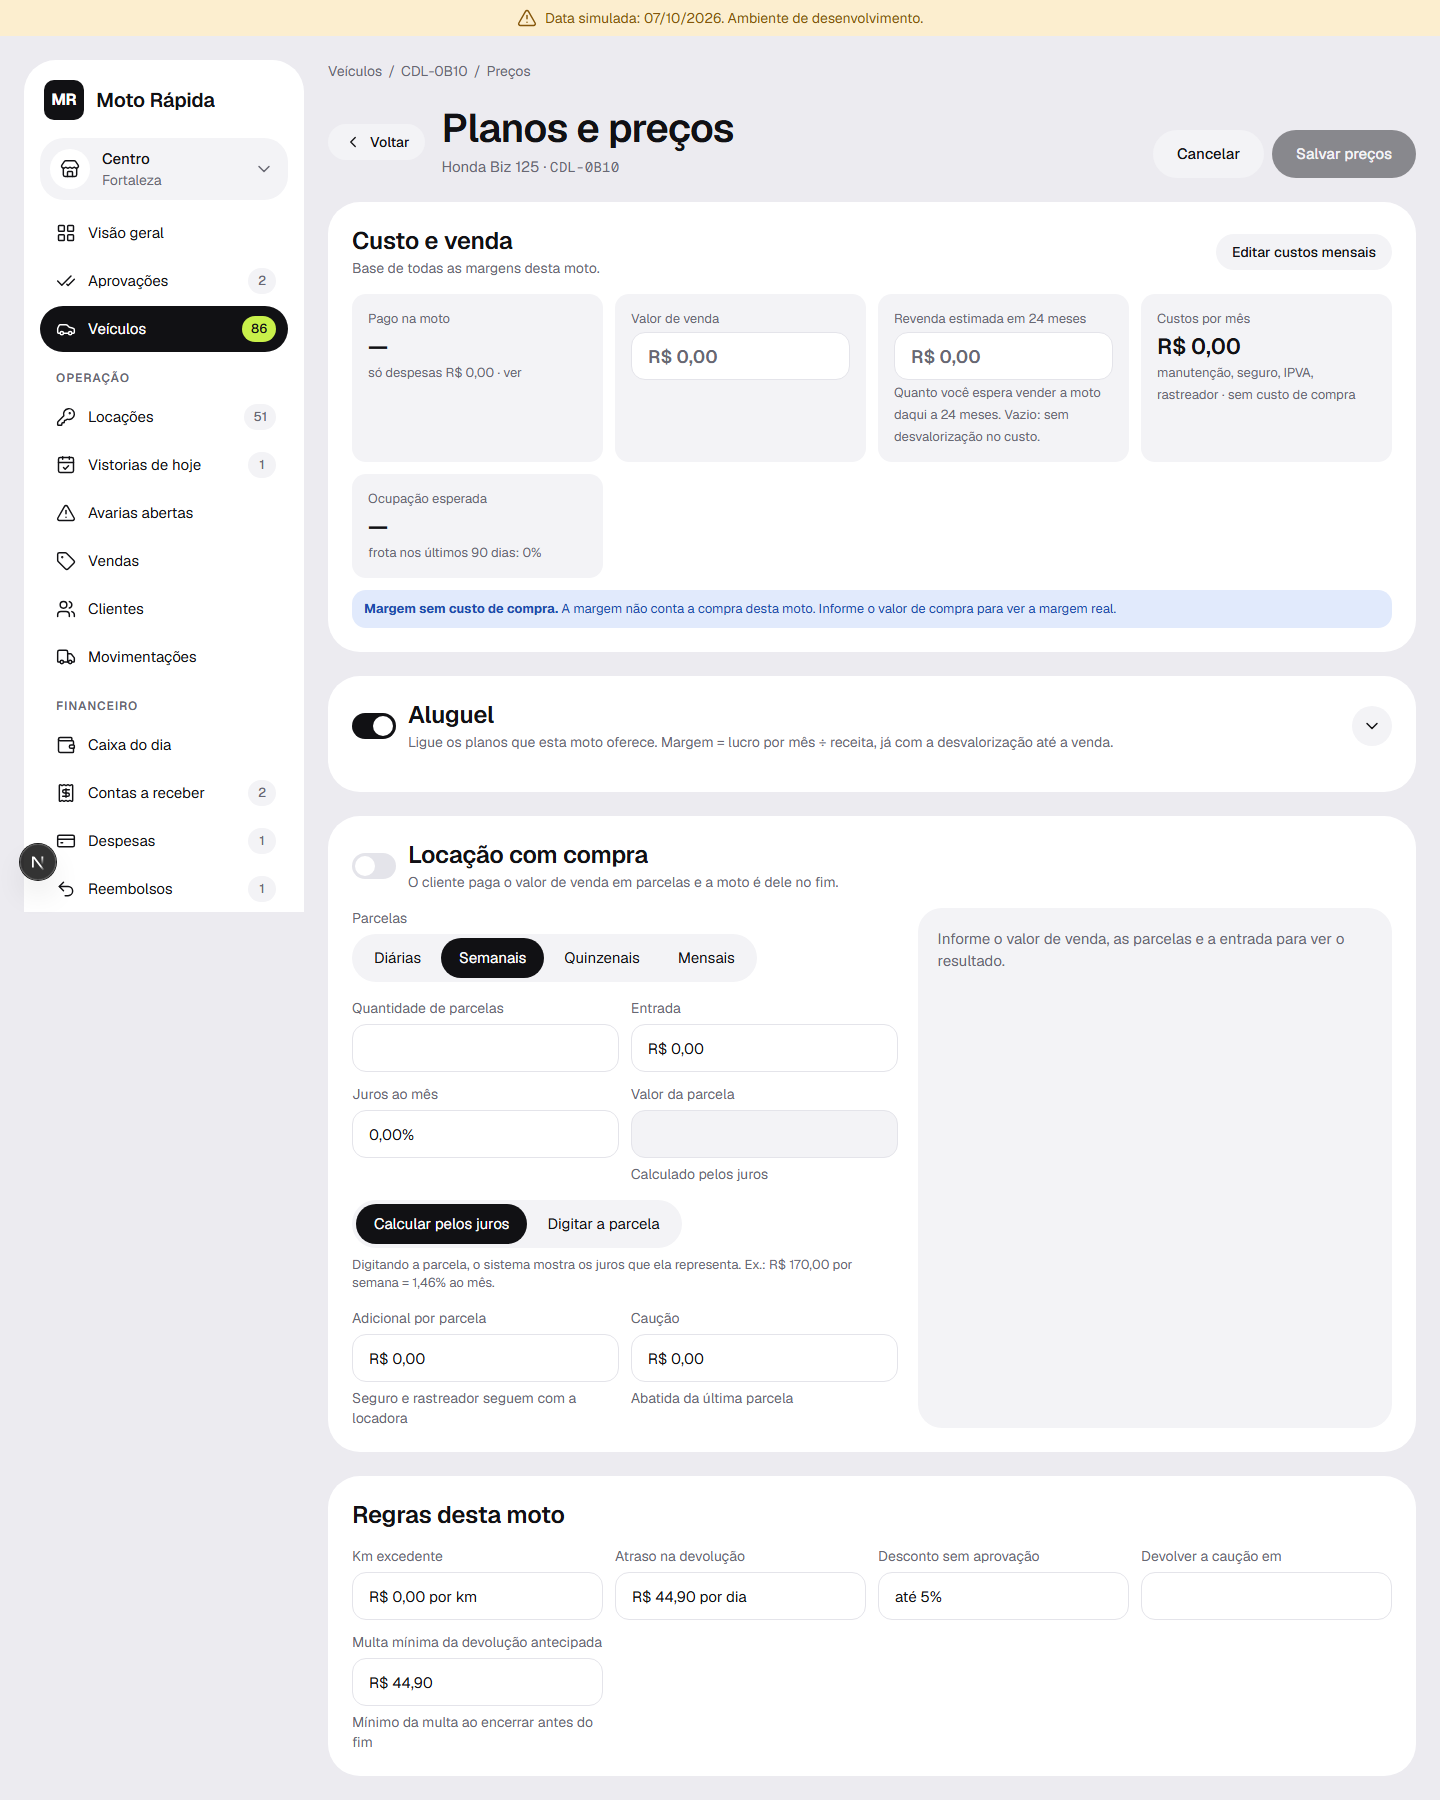 Data simulada: 07/10/2026. Ambiente de desenvolvimento.
MR
Moto Rápida
Centro
Fortaleza
Visão geral
Aprovações
2
Veículos
86
OPERAÇÃO
Locações
51
Vistorias de hoje
1
Avarias abertas
Vendas
Clientes
Movimentações
FINANCEIRO
Caixa do dia
Contas a receber
2
Despesas
1
N
Reembolsos
1
Veículos / CDL-0B10 / Preços
Voltar
Planos e preços
Honda Biz 125 · CDL-0B10
Cancelar
Salvar preços
Custo e venda
Base de todas as margens desta moto.
Editar custos mensais
Pago na moto
—
só despesas R$ 0,00 · ver
Valor de venda
R$ 0,00
Revenda estimada em 24 meses
R$ 0,00
Quanto você espera vender a moto
daqui a 24 meses. Vazio: sem
desvalorização no custo.
Custos por mês
R$ 0,00
manutenção, seguro, IPVA,
rastreador · sem custo de compra
Ocupação esperada
—
frota nos últimos 90 dias: 0%
Margem sem custo de compra. A margem não conta a compra desta moto. Informe o valor de compra para ver a margem real.
Aluguel
Ligue os planos que esta moto oferece. Margem = lucro por mês ÷ receita, já com a desvalorização até a venda.
Locação com compra
O cliente paga o valor de venda em parcelas e a moto é dele no fim.
Parcelas
Diárias
Semanais
Quinzenais
Mensais
Quantidade de parcelas
Entrada
R$ 0,00
Juros ao mês
0,00%
Valor da parcela
Calculado pelos juros
Calcular pelos juros
Digitar a parcela
Digitando a parcela, o sistema mostra os juros que ela representa. Ex.: R$ 170,00 por
semana = 1,46% ao mês.
Adicional por parcela
R$ 0,00
Seguro e rastreador seguem com a
locadora
Caução
R$ 0,00
Abatida da última parcela
Informe o valor de venda, as parcelas e a entrada para ver o
resultado.
Regras desta moto
Km excedente
R$ 0,00 por km
Atraso na devolução
R$ 44,90 por dia
Desconto sem aprovação
até 5%
Devolver a caução em
Multa mínima da devolução antecipada
R$ 44,90
Mínimo da multa ao encerrar antes do
fim